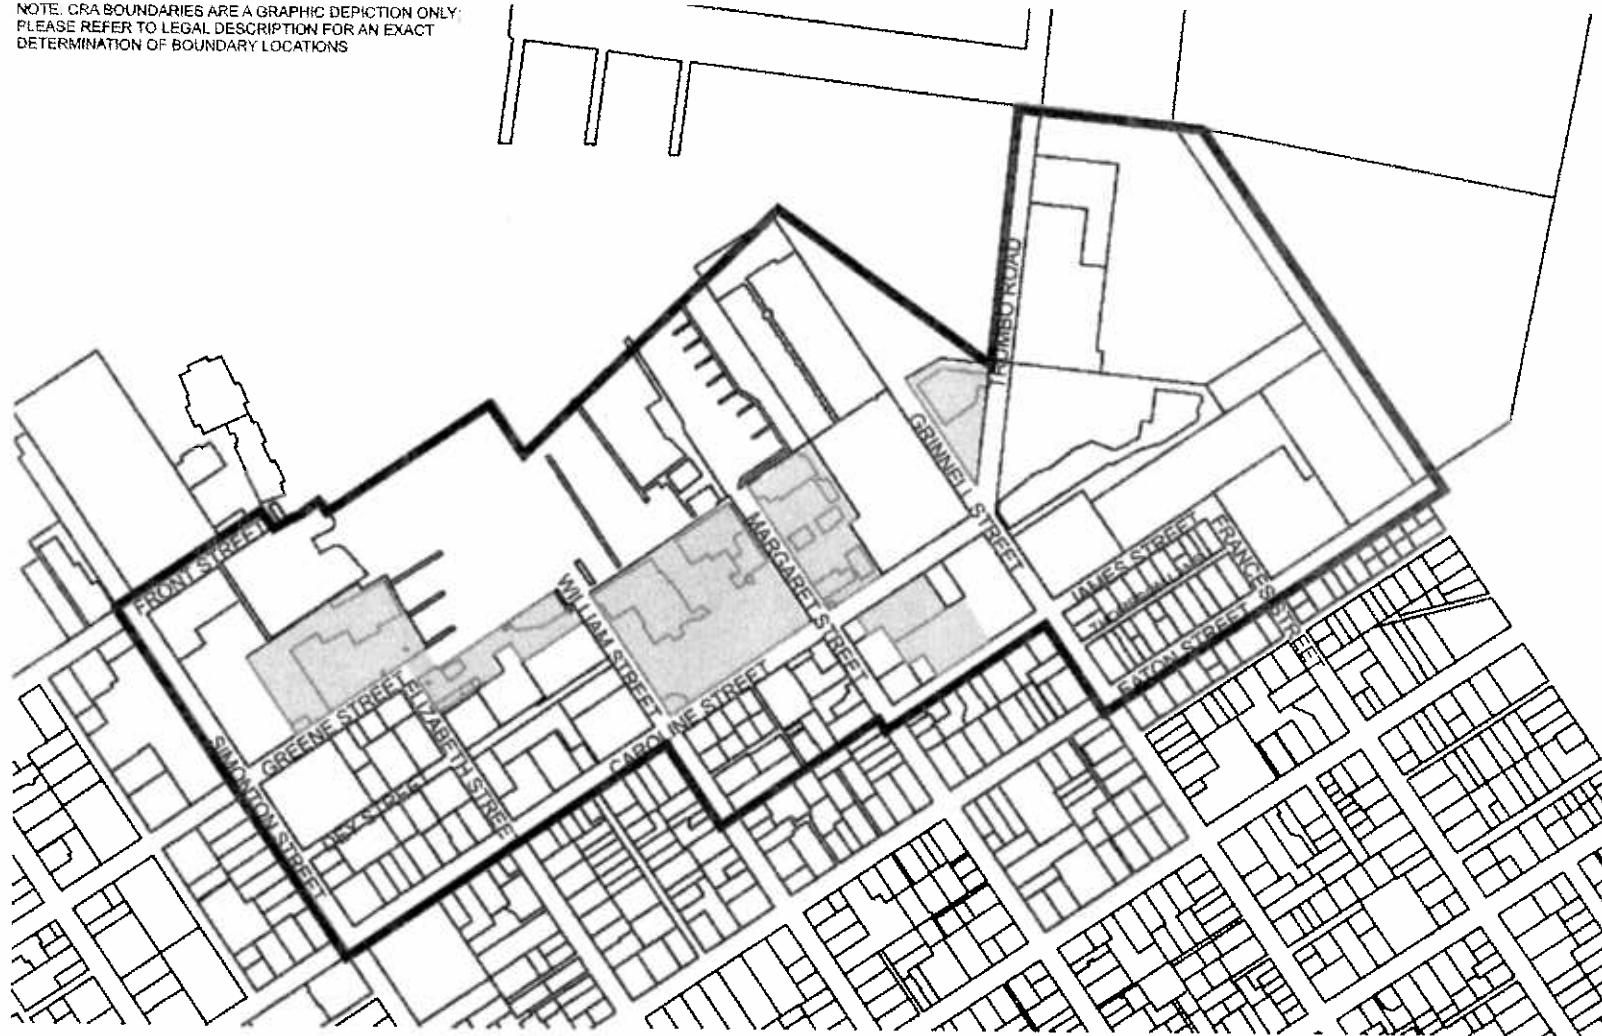 NOTE: CRA BOUNDARIES ARE A GRAPHIC DEPICTION ONLY;
PLEASE REFER TO LEGAL DESCRIPTION FOR AN EXACT
DETERMINATION OF BOUNDARY LOCATIONS
TRUMBO ROAD
GRINNELL STREET
FRONT STREET
MARGARET STREET
JAMES STREET
FRANCES STREET
WILLIAM STREET
EATON STREET
GREENE STREET
ELIZABETH STREE
CAROLINE STREET
SIMONTON STREET
DEY STREET